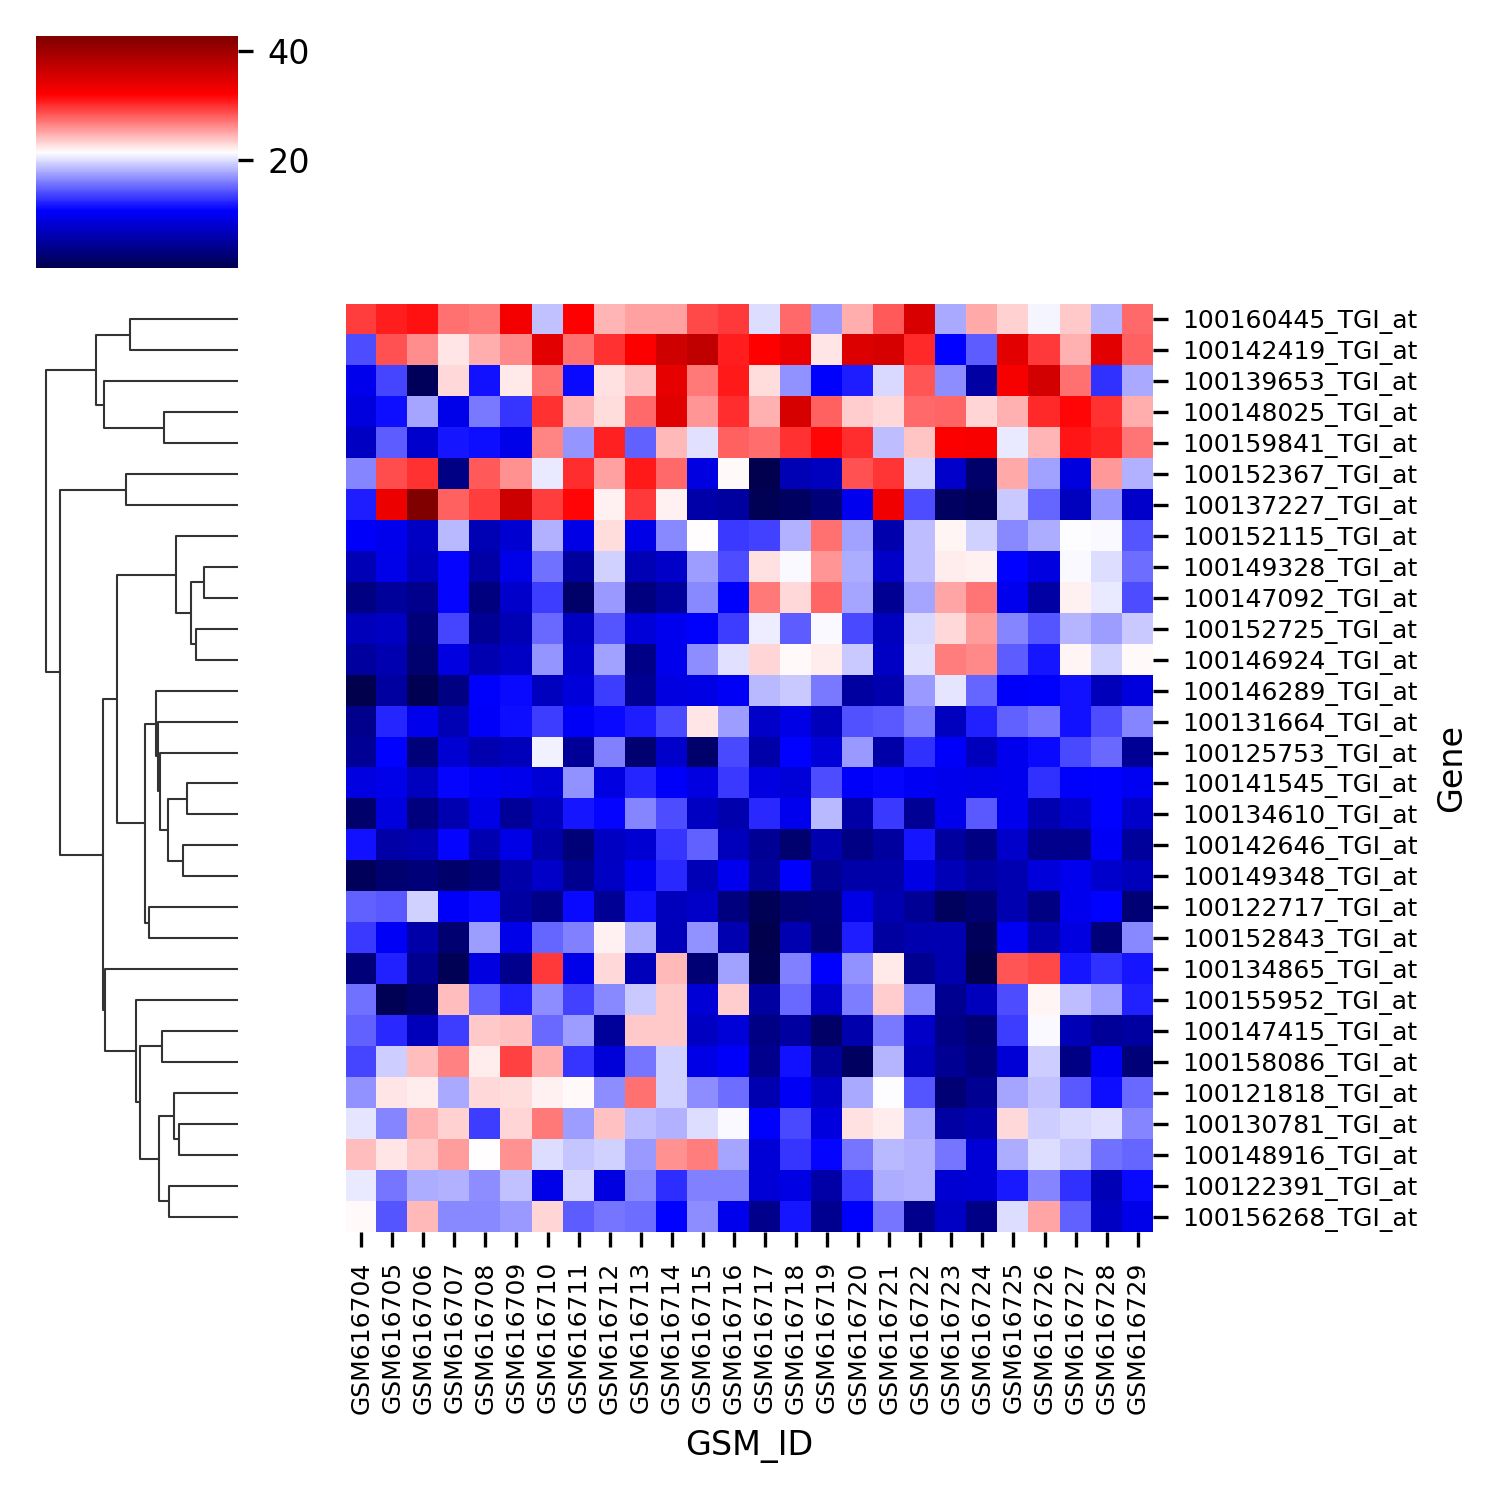 40
20
100160445_TGI_at
100142419_TGI_at
100139653_TGI_at
100148025_TGI_at
100159841_TGI_at
100152367_TGI_at
100137227_TGI_at
100152115_TGI_at
100149328_TGI_at
100147092_TGI_at
100152725_TGI_at
100146924_TGI_at
100146289_TGI_at
100131664_TGI_at
100125753_TGI_at
100141545_TGI_at
100134610_TGI_at
100142646_TGI_at
100149348_TGI_at
100122717_TGI_at
100152843_TGI_at
100134865_TGI_at
100155952_TGI_at
100147415_TGI_at
100158086_TGI_at
100121818_TGI_at
100130781_TGI_at
100148916_TGI_at
100122391_TGI_at
100156268_TGI_at
Gene
GSM616704
GSM616705
GSM616706
GSM616707
GSM616708
GSM616709
GSM616710
GSM616711
GSM616712
GSM616713
GSM616714
GSM616715
GSM616716
GSM616717
GSM616718
GSM616719
GSM616720
GSM616721
GSM616722
GSM616723
GSM616724
GSM616725
GSM616726
GSM616727
GSM616728
GSM616729
GSM_ID